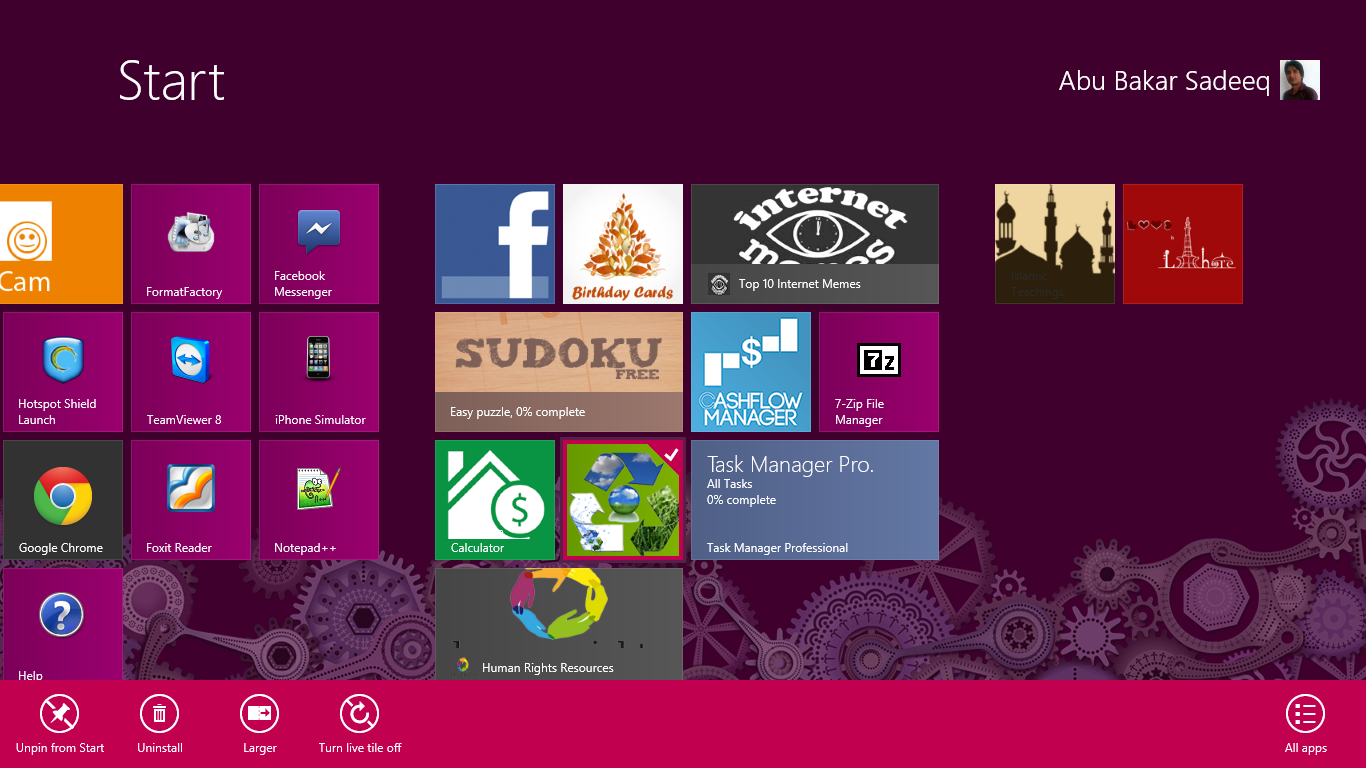 Start
Abu Bakar Sadeeq
Cam
FormatFactory
Facebook
Messenger
Birthday Cards
internet
memes
Top 10 Internet Memes
Islamic
Teachings
Lahore
Hotspot Shield
Launch
TeamViewer 8
iPhone Simulator
SUDOKU
FREE
Easy puzzle, 0% complete
CASHFLOW
MANAGER
7z
7-Zip File
Manager
Google Chrome
Foxit Reader
Notepad++
Calculator
Task Manager Pro.
All Tasks
0% complete
Task Manager Professional
Help
Human Rights Resources
Unpin from Start
Uninstall
Larger
Turn live tile off
All apps